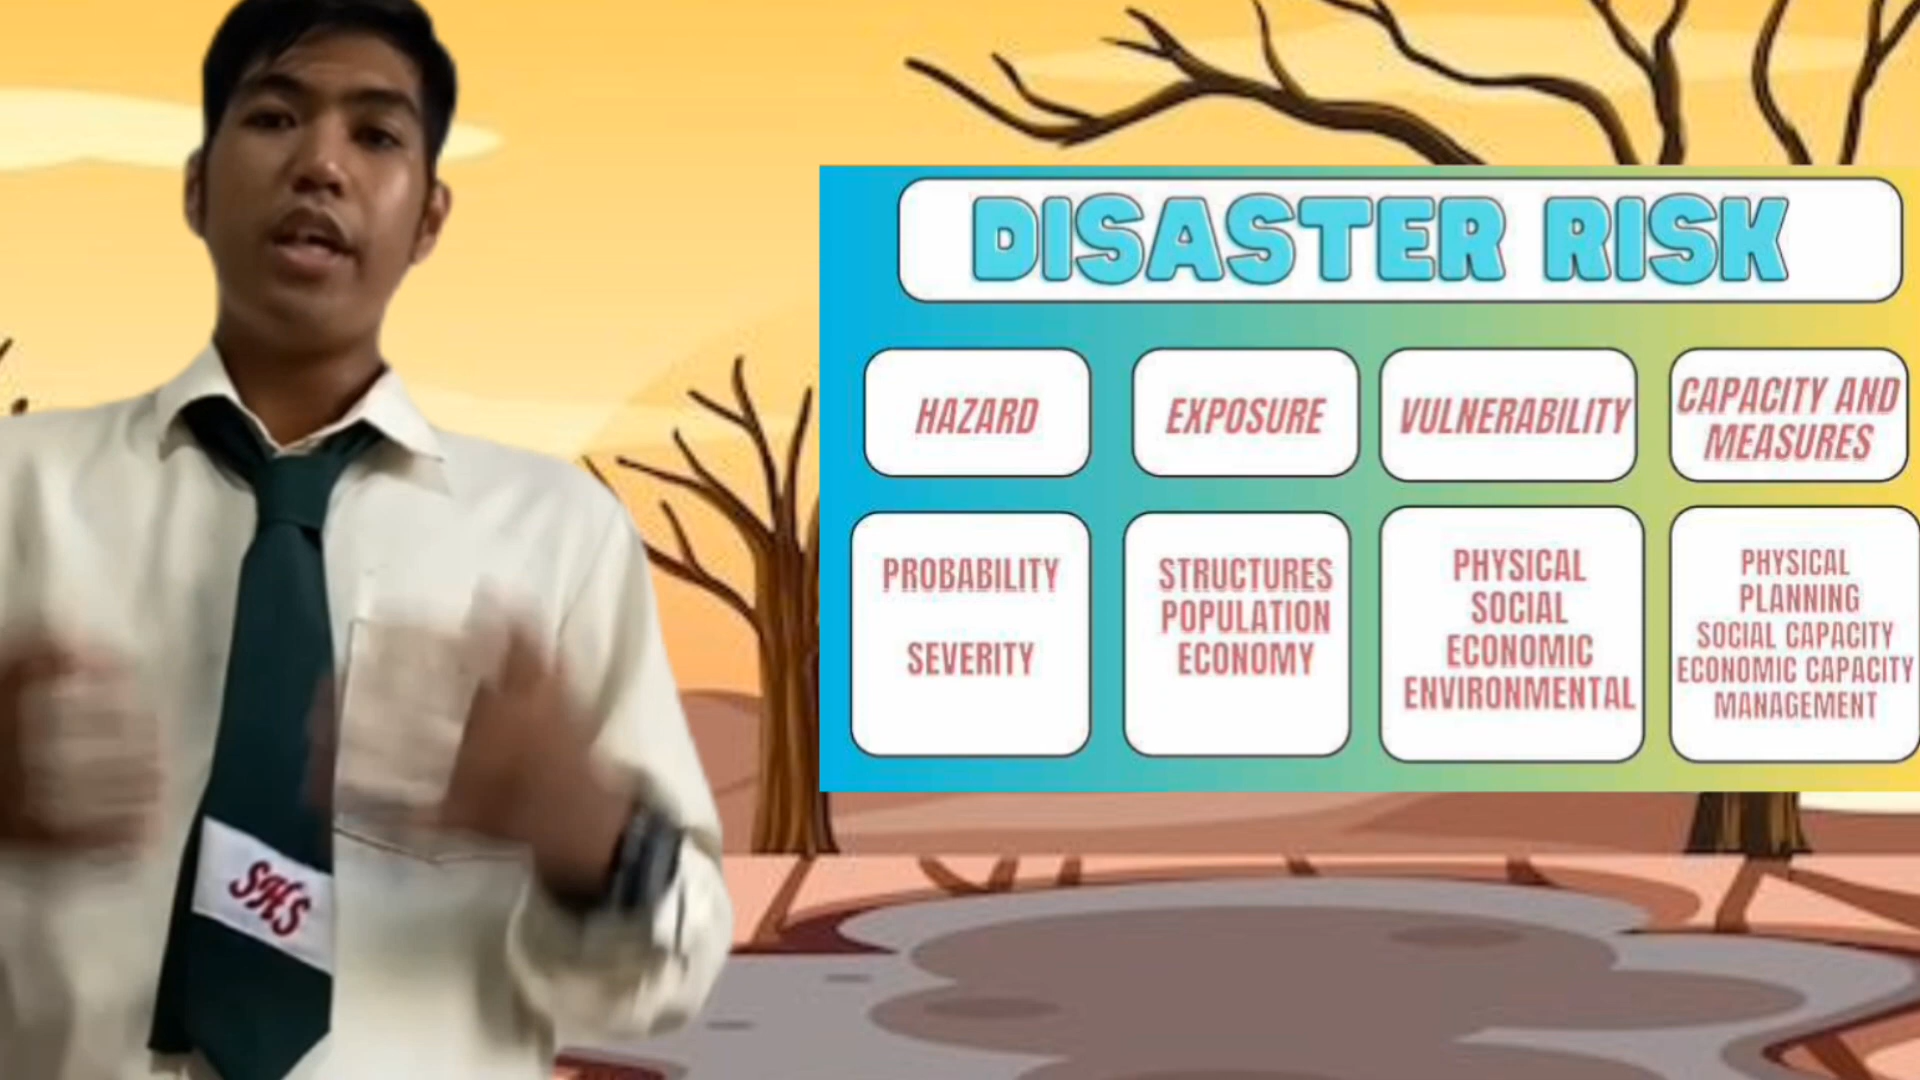 DISASTER RISK
HAZARD
EXPOSURE
VULNERABILITY
CAPACITY AND
MEASURES
PROBABILITY
SEVERITY
STRUCTURES
POPULATION
ECONOMY
PHYSICAL
SOCIAL
ECONOMIC
ENVIRONMENTAL
PHYSICAL
PLANNING
SOCIAL CAPACITY
ECONOMIC CAPACITY
MANAGEMENT
SHS